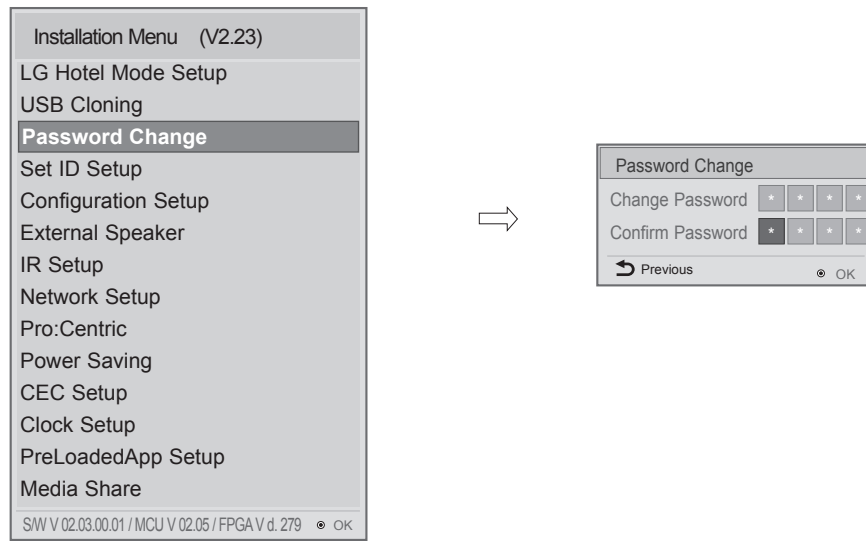 Installation Menu (V2.23)
LG Hotel Mode Setup
USB Cloning
Password Change
Set ID Setup
Configuration Setup
External Speaker
IR Setup
Network Setup
Pro:Centric
Power Saving
CEC Setup
Clock Setup
PreLoadedApp Setup
Media Share
S/W V 02.03.00.01 / MCU V 02.05 / FPGA V d. 279 OK
Password Change
Change Password * * * *
Confirm Password * * * *
Previous OK